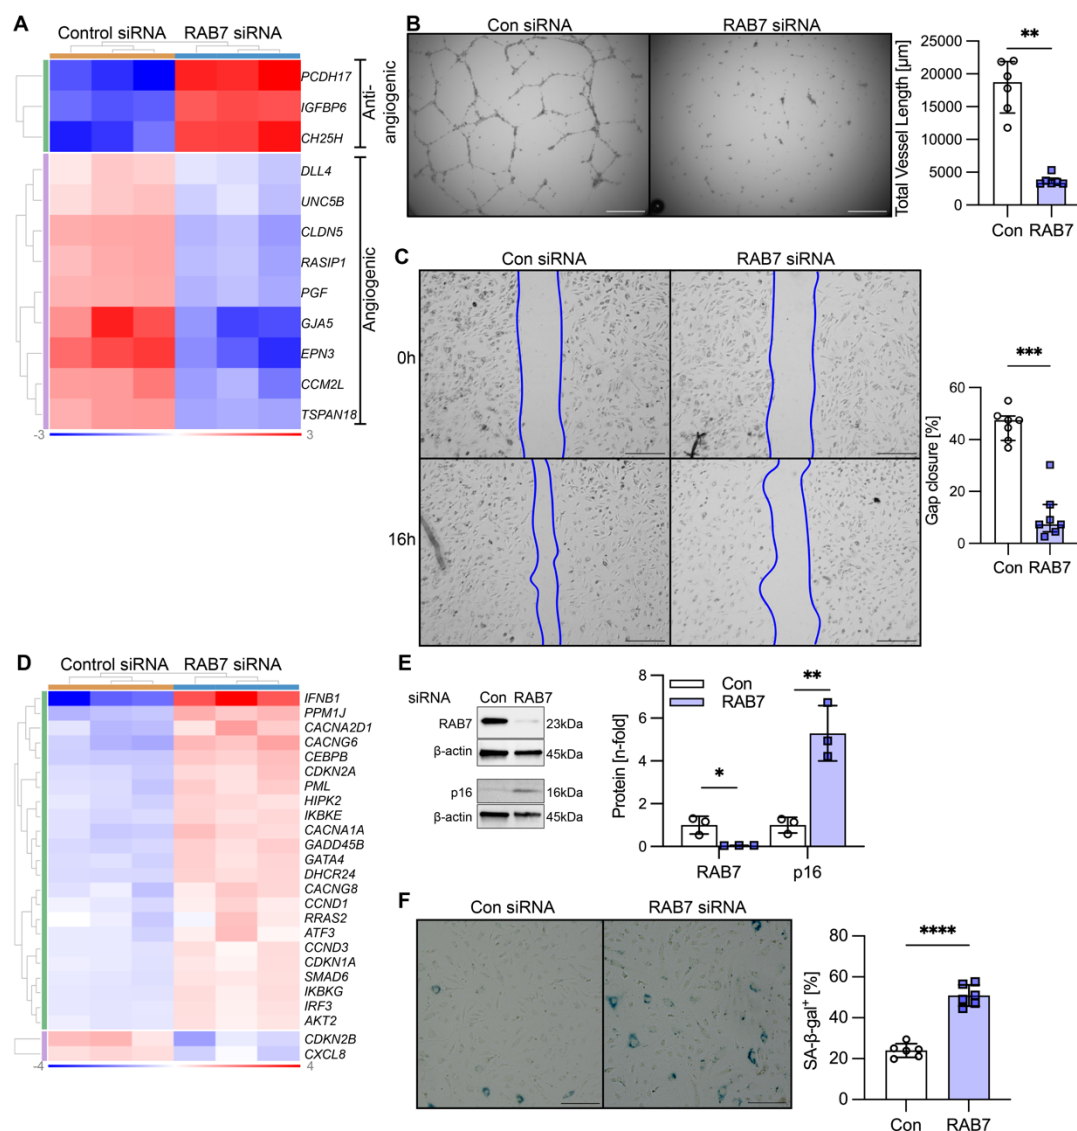 A
Control siRNA
RAB7 siRNA
PCDH17
IGFBP6
CH25H
Anti-
angiogenic
DLL4
UNC5B
CLDN5
RASIP1
PGF
GJA5
EPN3
CCM2L
TSPAN18
Angiogenic
-3
3
B
Con siRNA
RAB7 siRNA
Total Vessel Length [µm]
25000
20000
15000
10000
5000
0
**
Con
RAB7
C
Con siRNA
RAB7 siRNA
0h
16h
Gap closure [%]
60
40
20
0
***
Con
RAB7
D
Control siRNA
RAB7 siRNA
IFNB1
PPM1J
CACNA2D1
CACNG6
CEBPB
CDKN2A
PML
HIPK2
IKBKE
CACNA1A
GADD45B
GATA4
DHCR24
CACNG8
CCND1
RRAS2
ATF3
CCND3
CDKN1A
SMAD6
IKBKG
IRF3
AKT2
CDKN2B
CXCL8
-4
4
E
siRNA
Con
RAB7
RAB7
23kDa
β-actin
45kDa
p16
16kDa
β-actin
45kDa
Protein [n-fold]
8
6
4
2
0
Con
RAB7
*
**
RAB7
p16
F
Con siRNA
RAB7 siRNA
SA-β-gal⁺ [%]
80
60
40
20
0
****
Con
RAB7